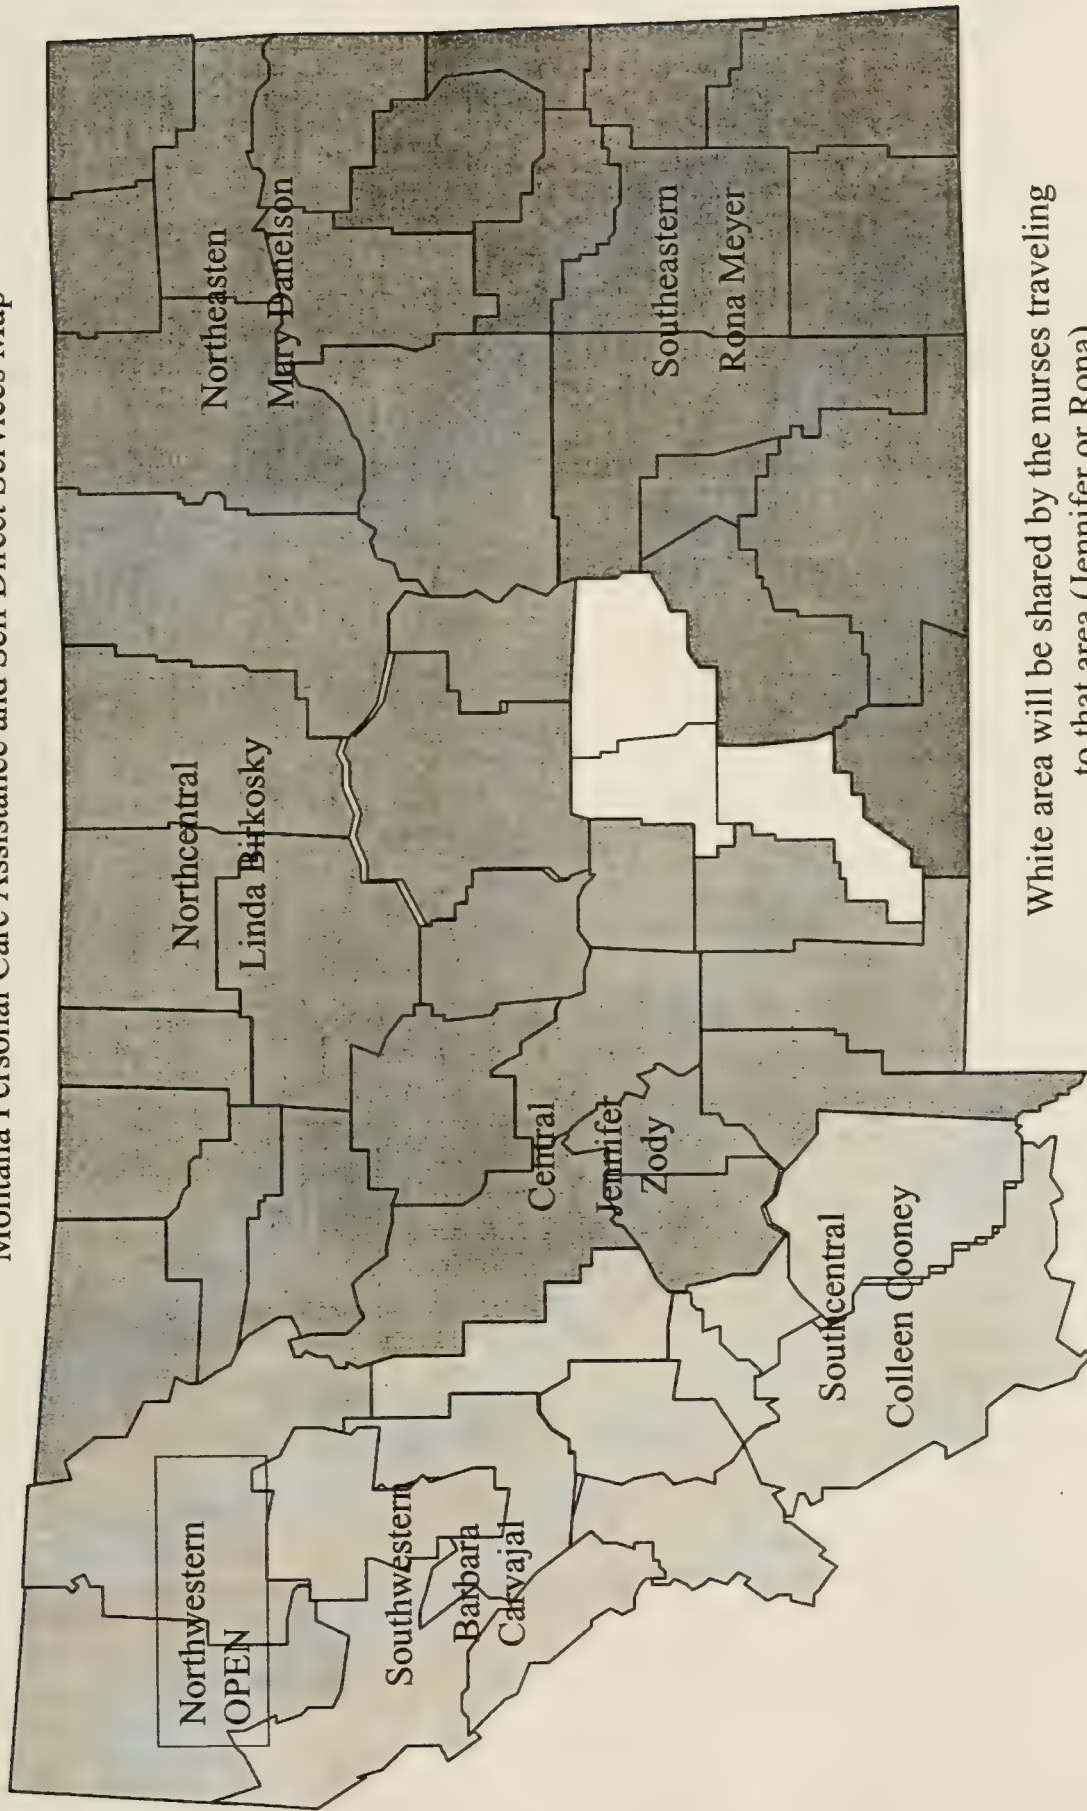 Montana Personal Care Assistance and Self Direct Services Map
Northwestern
OPEN
Northcentral
Linda Birkosky
Northeasten
Mary Danelson
Southwestern
Barbara
Carvajal
Central
Jennifer
Zody
Southcentral
Colleen Cooney
Southeastern
Rona Meyer
White area will be shared by the nurses traveling
to that area (Jennifer or Rona)